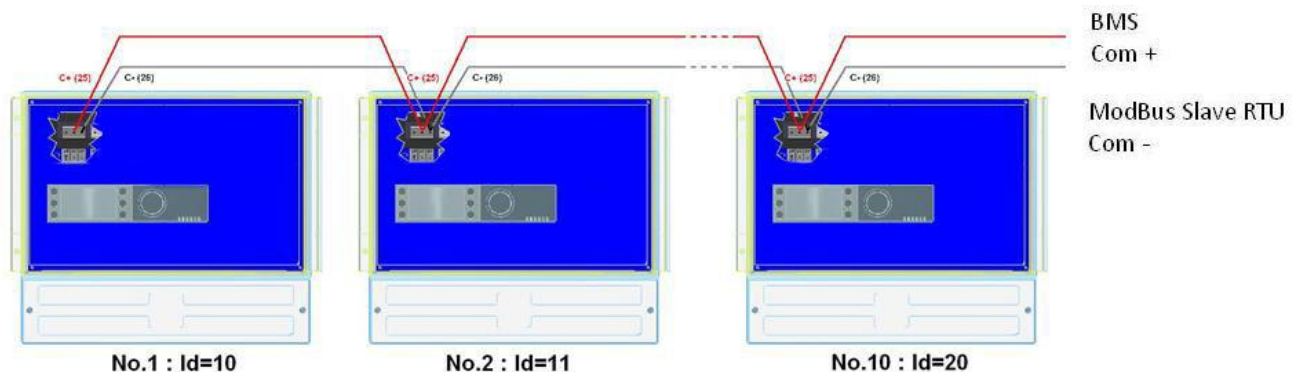 BMS
Com +
C+ (25) C- (26) C+ (25) C- (26) C+ (25) C- (26)
ModBus Slave RTU
Com -
No.1 : Id=10 No.2 : Id=11 No.10 : Id=20